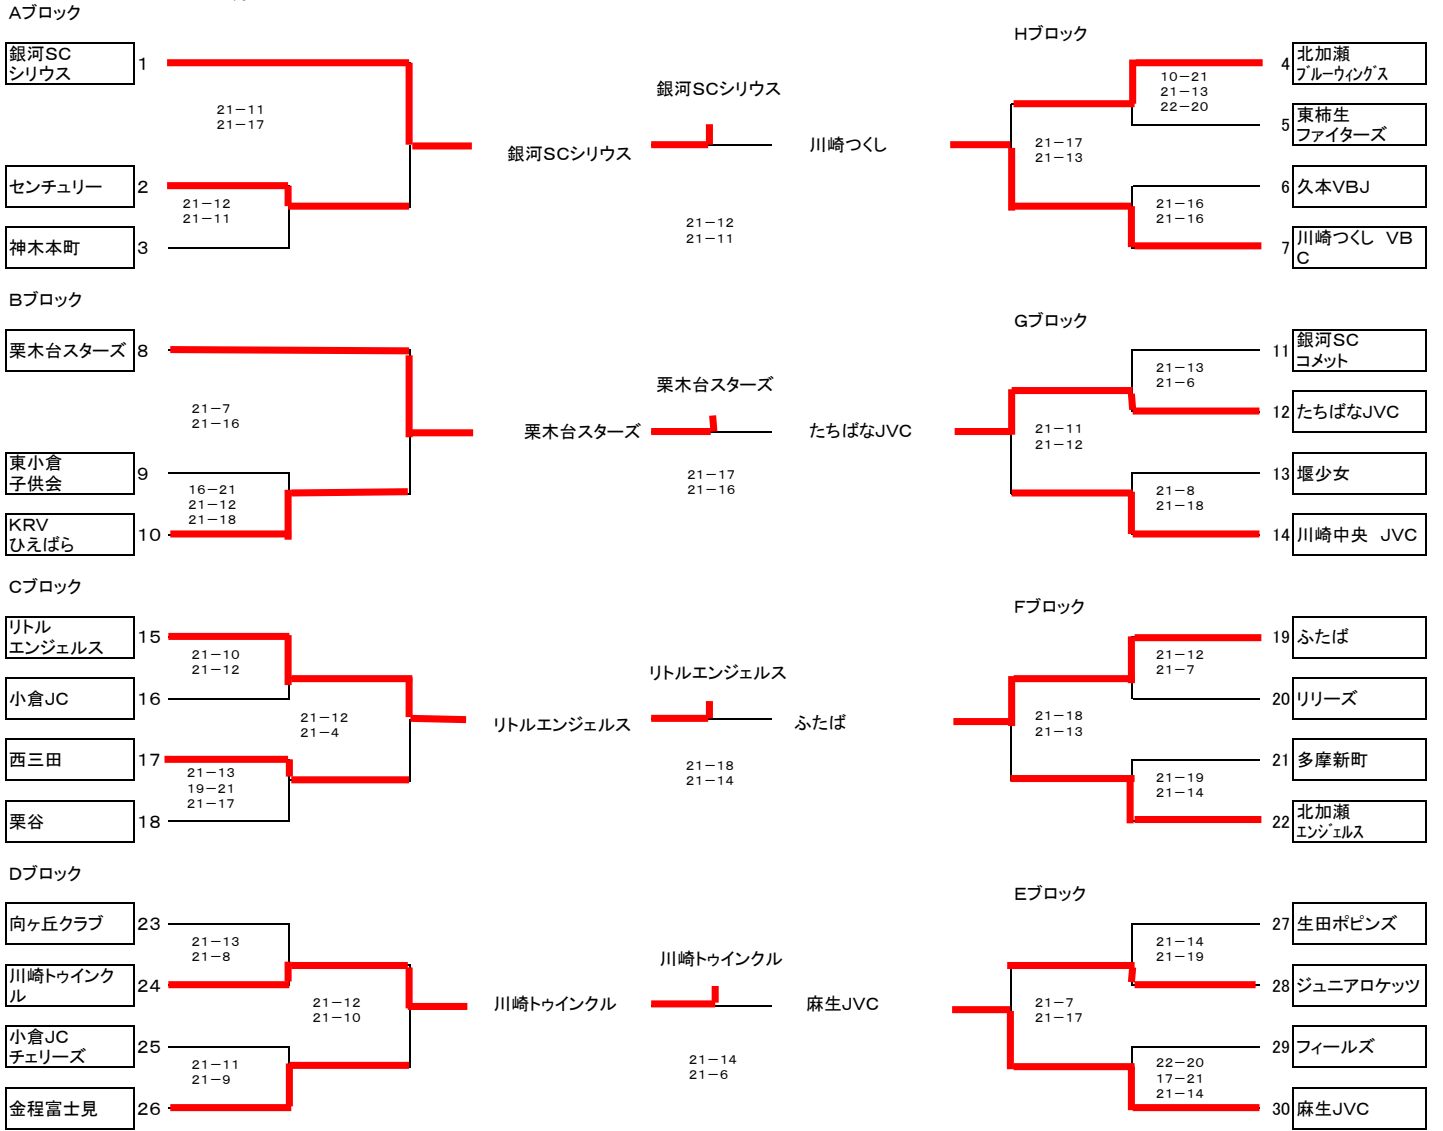 Aブロック
銀河SC
シリウス
1
21－11
21－17
センチュリー
2
21－12
21－11
神木本町
3
銀河SCシリウス
銀河SCシリウス
21－12
21－11
川崎つくし
Hブロック
4
北加瀬
ブルーウィングス
10－21
21－13
22－20
5
東柿生
ファイターズ
21－17
21－13
6
久本VBJ
21－16
21－16
7
川崎つくし　VB
C
Bブロック
栗木台スターズ
8
21－7
21－16
東小倉
子供会
9
16－21
21－12
21－18
KRV
ひえばら
10
栗木台スターズ
栗木台スターズ
21－17
21－16
たちばなJVC
Gブロック
11
銀河SC
コメット
21－13
21－6
12
たちばなJVC
21－11
21－12
13
堰少女
21－8
21－18
14
川崎中央　JVC
Cブロック
リトル
エンジェルス
15
21－10
21－12
小倉JC
16
21－12
21－4
西三田
17
21－13
19－21
21－17
栗谷
18
リトルエンジェルス
リトルエンジェルス
21－18
21－14
ふたば
Fブロック
19
ふたば
21－12
21－7
20
リリーズ
21－18
21－13
21
多摩新町
21－19
21－14
22
北加瀬
エンジェルス
Dブロック
向ヶ丘クラブ
23
21－13
21－8
川崎トゥインク
ル
24
21－12
21－10
小倉JC
チェリーズ
25
21－11
21－9
金程富士見
26
川崎トゥインクル
川崎トゥインクル
21－14
21－6
麻生JVC
Eブロック
27
生田ポピンズ
21－14
21－19
28
ジュニアロケッツ
21－7
21－17
29
フィールズ
22－20
17－21
21－14
30
麻生JVC